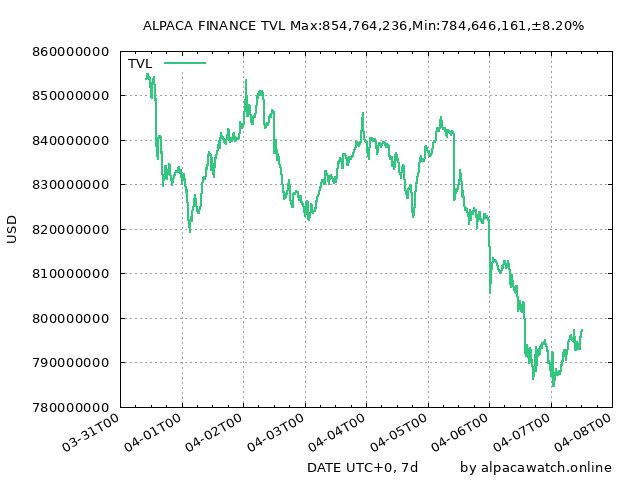 ALPACA FINANCE TVL Max:854,764,236,Min:784,646,161,±8.20%
860000000
TVL
850000000
840000000
830000000
820000000
810000000
800000000
790000000
780000000
USD
03-31T00
04-01T00
04-02T00
04-03T00
04-04T00
04-05T00
04-06T00
04-07T00
04-08T00
DATE UTC+0, 7d
by alpacawatch.online